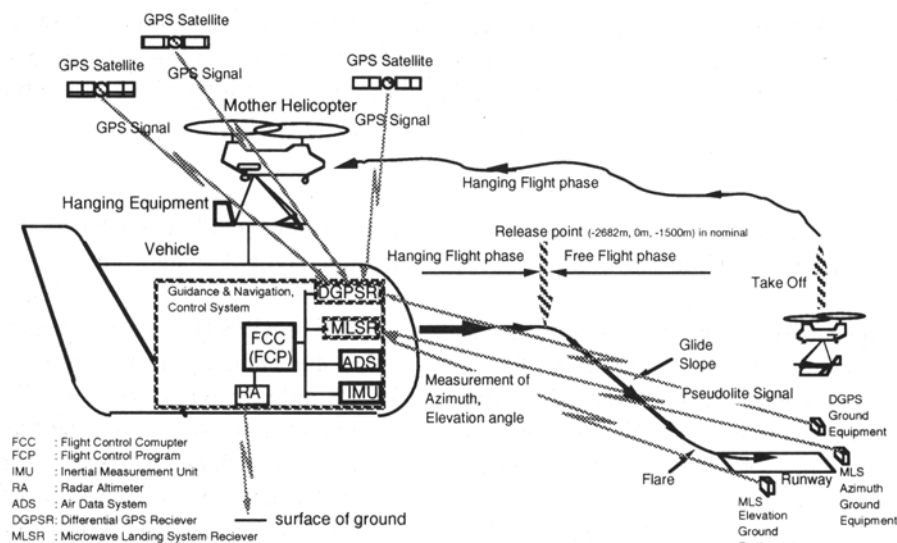 GPS Satellite
GPS Signal
GPS Satellite
GPS Signal
GPS Satellite
GPS Signal
Mother Helicopter
Hanging Flight phase
Hanging Equipment
Release point (-2682m, 0m, -1500m) in nominal
Vehicle
Hanging Flight phase
Free Flight phase
Take Off
Guidance & Navigation,
Control System
DGPSR
MLSR
FCC
(FCP)
ADS
RA
IMU
Glide
Slope
Measurement of
Azimuth,
Elevation angle
Pseudolite Signal
DGPS
Ground
Equipment
Flare
Runway
MLS
Azimuth
Ground
Equipment
MLS
Elevation
Ground
FCC : Flight Control Comupter
FCP : Flight Control Program
IMU : Inertial Measurement Unit
RA : Radar Altimeter
ADS : Air Data System
DGPSR: Differential GPS Reciever
MLSR : Microwave Landing System Reciever
surface of ground